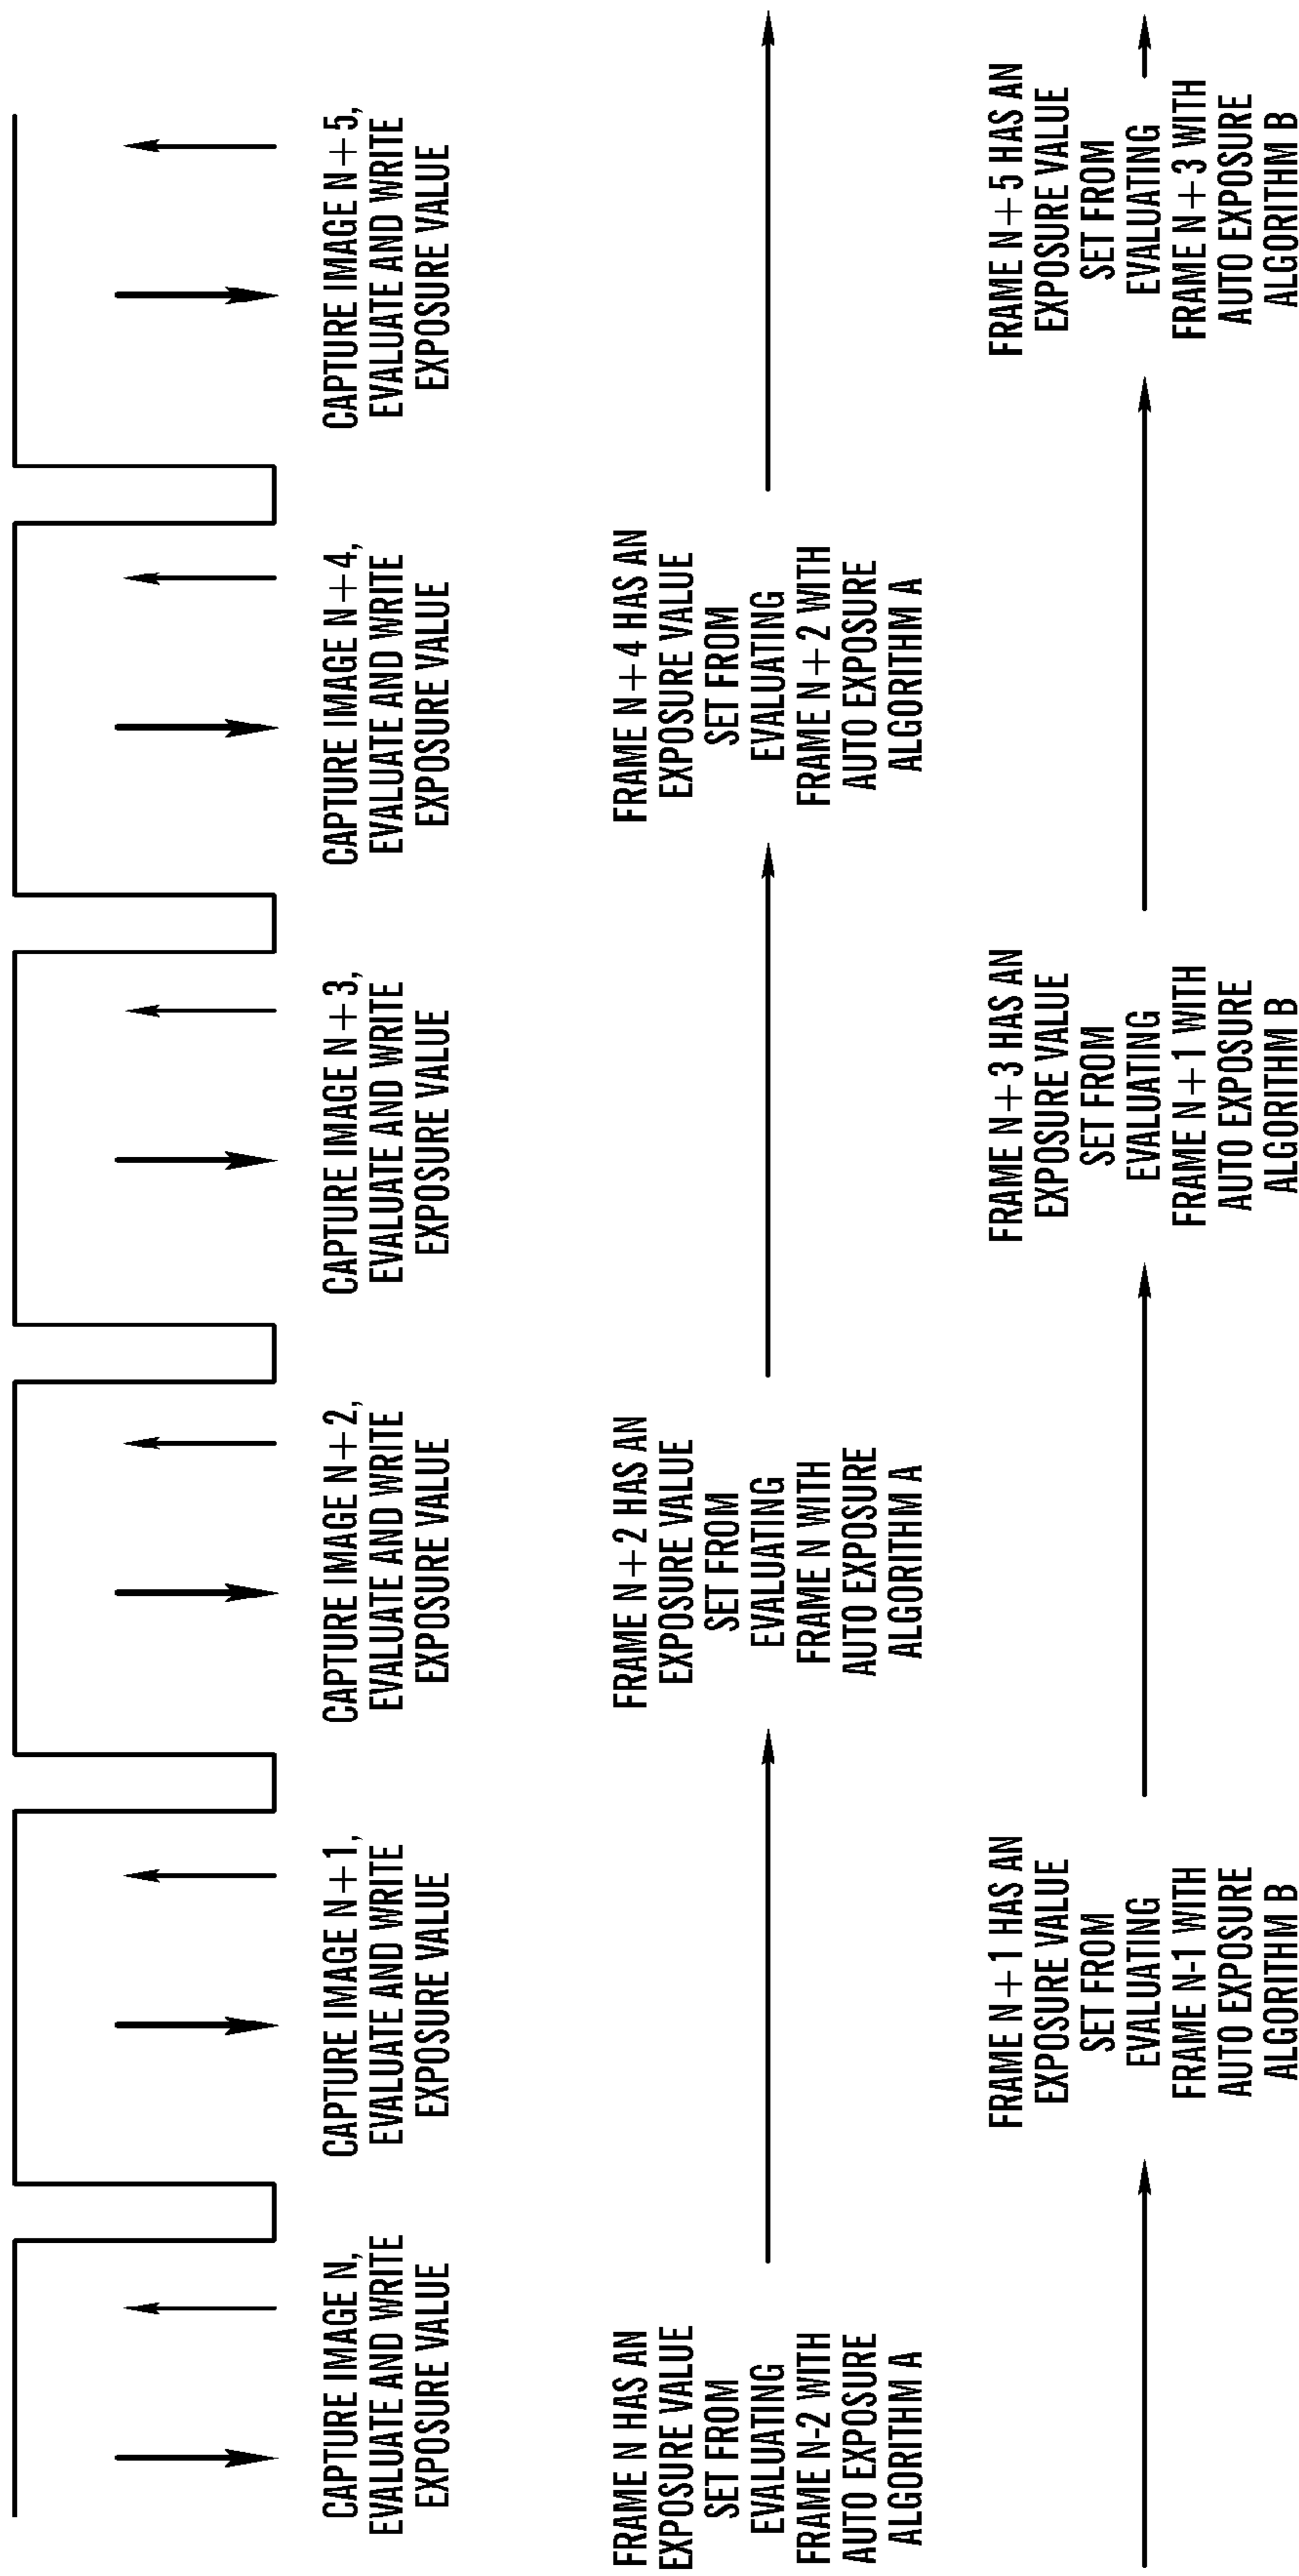 CAPTURE IMAGE N,
EVALUATE AND WRITE
EXPOSURE VALUE
CAPTURE IMAGE N+1,
EVALUATE AND WRITE
EXPOSURE VALUE
CAPTURE IMAGE N+2,
EVALUATE AND WRITE
EXPOSURE VALUE
CAPTURE IMAGE N+3,
EVALUATE AND WRITE
EXPOSURE VALUE
CAPTURE IMAGE N+4,
EVALUATE AND WRITE
EXPOSURE VALUE
CAPTURE IMAGE N+5,
EVALUATE AND WRITE
EXPOSURE VALUE
FRAME N HAS AN
EXPOSURE VALUE
SET FROM
EVALUATING
FRAME N-2 WITH
AUTO EXPOSURE
ALGORITHM A
FRAME N+2 HAS AN
EXPOSURE VALUE
SET FROM
EVALUATING
FRAME N WITH
AUTO EXPOSURE
ALGORITHM A
FRAME N+4 HAS AN
EXPOSURE VALUE
SET FROM
EVALUATING
FRAME N+2 WITH
AUTO EXPOSURE
ALGORITHM A
FRAME N+1 HAS AN
EXPOSURE VALUE
SET FROM
EVALUATING
FRAME N-1 WITH
AUTO EXPOSURE
ALGORITHM B
FRAME N+3 HAS AN
EXPOSURE VALUE
SET FROM
EVALUATING
FRAME N+1 WITH
AUTO EXPOSURE
ALGORITHM B
FRAME N+5 HAS AN
EXPOSURE VALUE
SET FROM
EVALUATING
FRAME N+3 WITH
AUTO EXPOSURE
ALGORITHM B